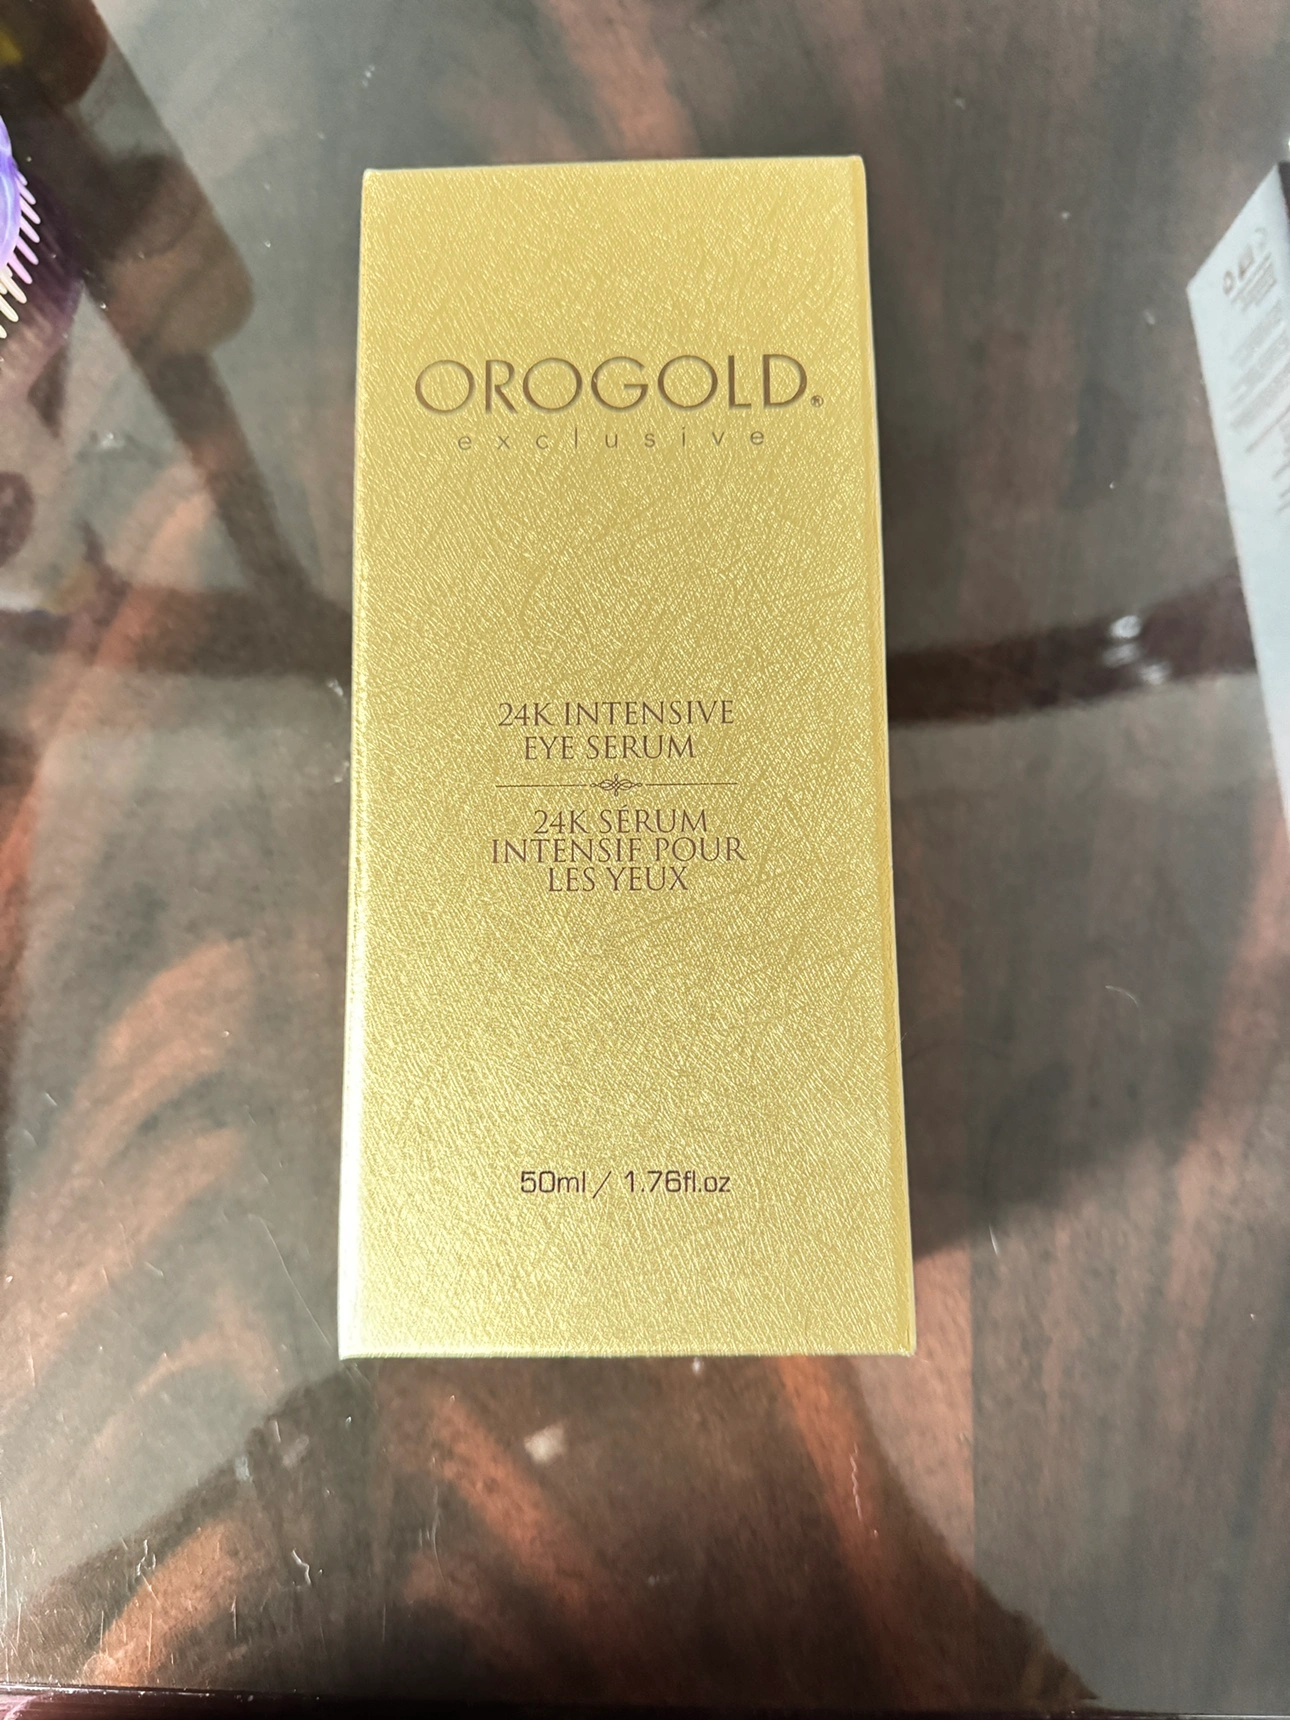 OROGOLD®
exclusive
24K INTENSIVE
EYE SERUM
24K SÉRUM
INTENSIF POUR
LES YEUX
50ml / 1.76fl.oz